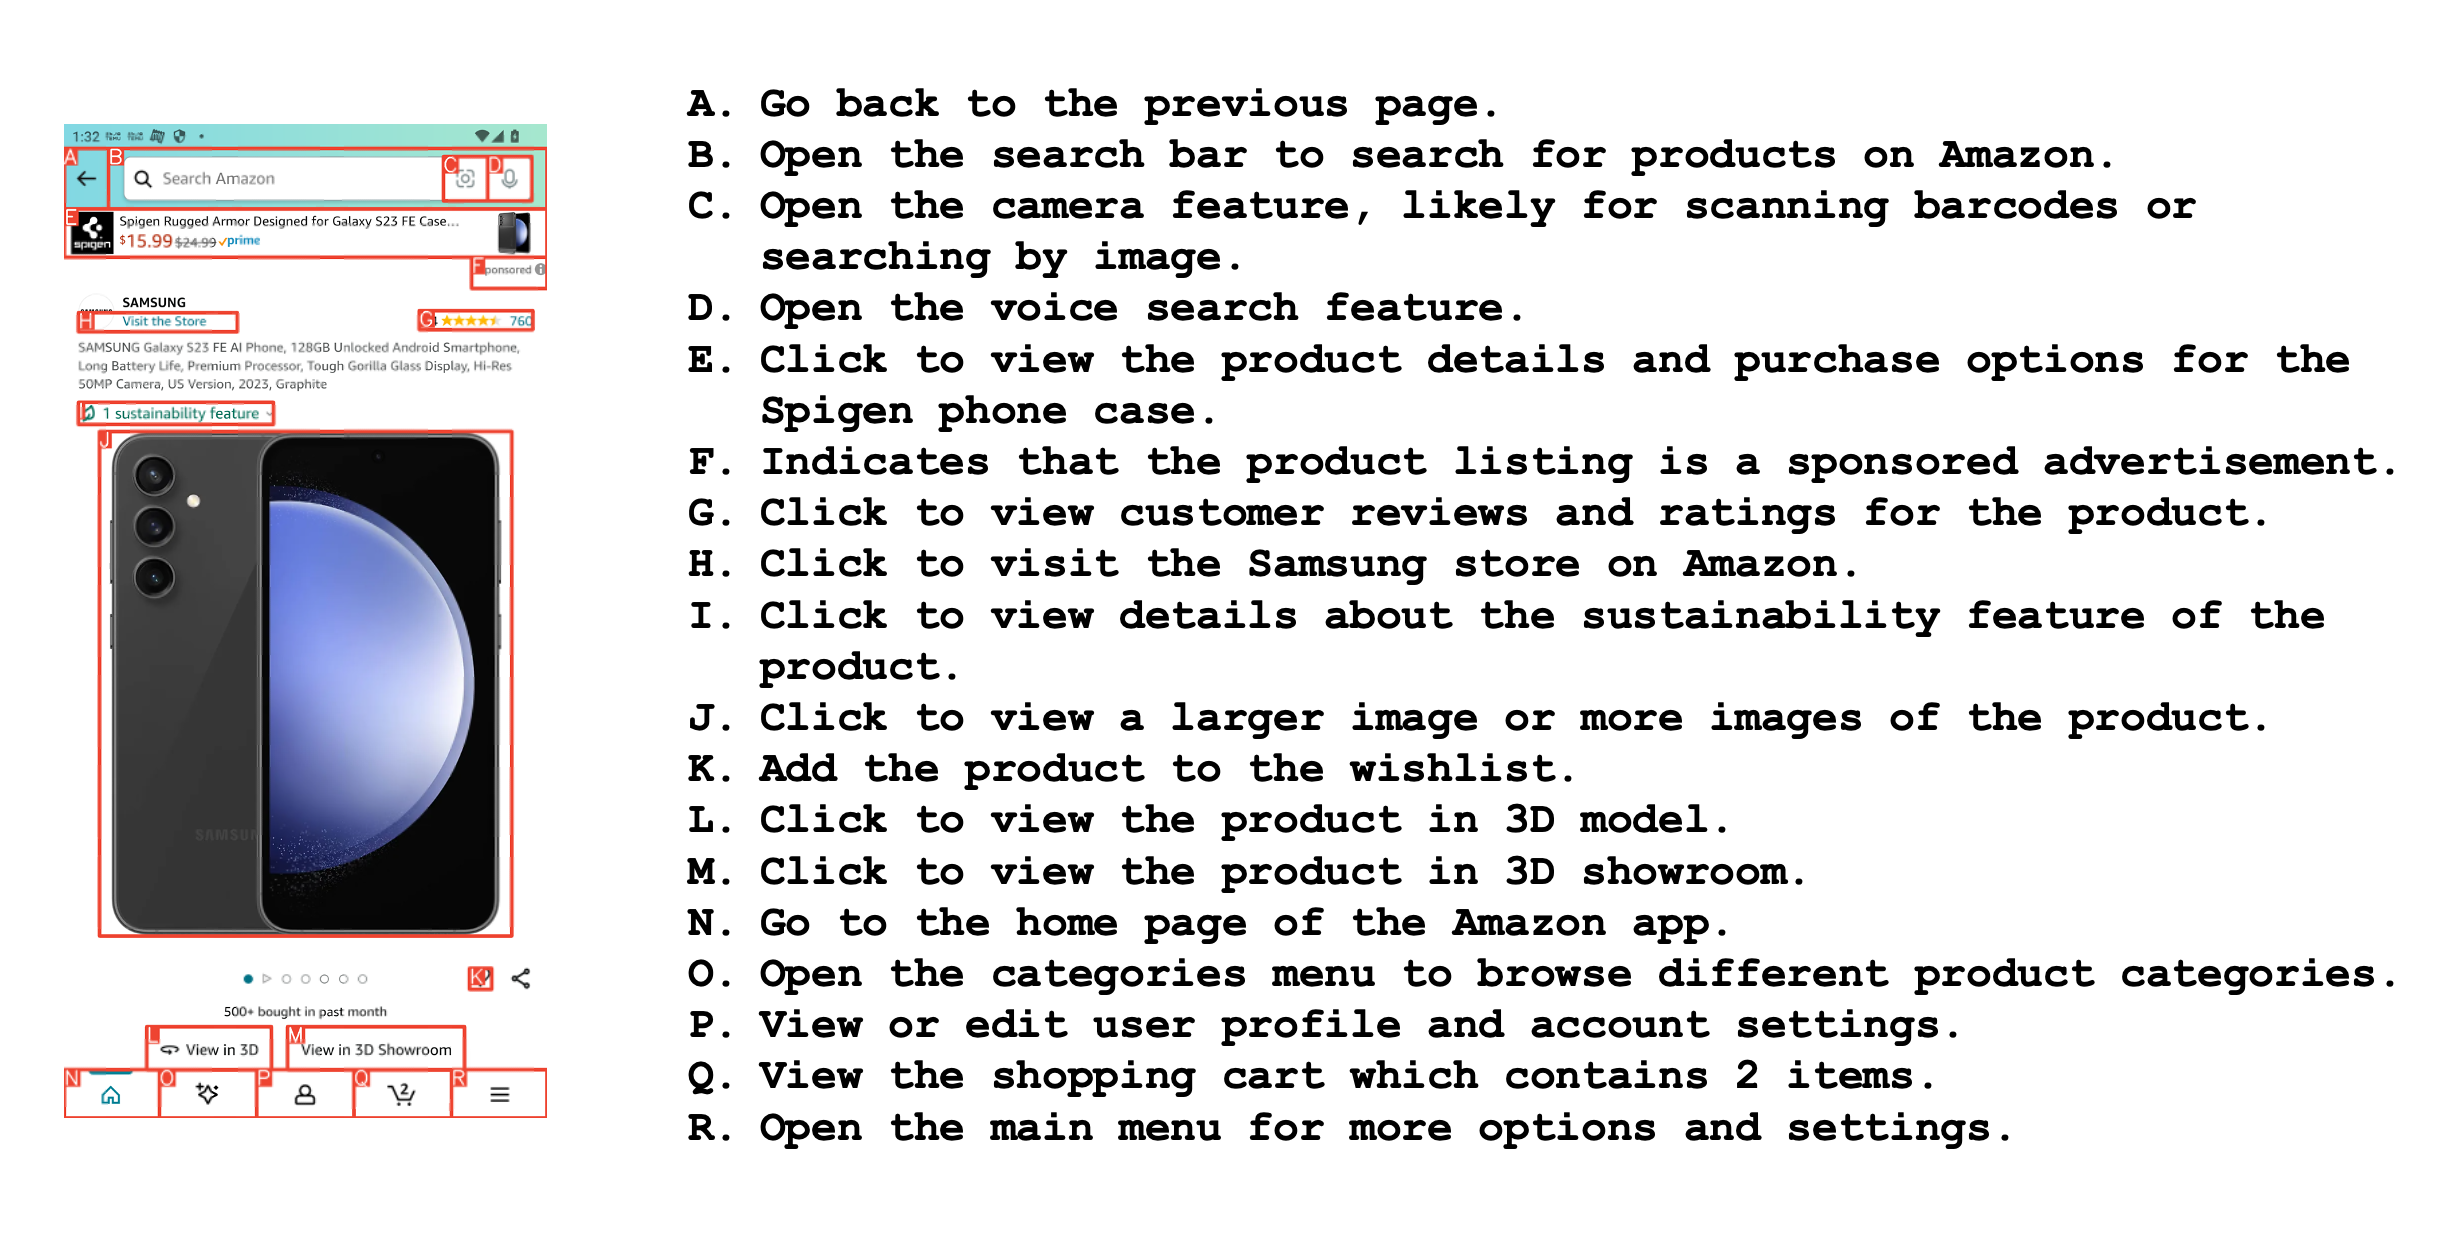 1:32
A
B
Search Amazon
C
D
E
spigen
Spigen Rugged Armor Designed for Galaxy S23 FE Case...
$15.99 $24.99 prime
F
ponsored
SAMSUNG
H
Visit the Store
G
760
SAMSUNG Galaxy S23 FE AI Phone, 128GB Unlocked Android Smartphone,
Long Battery Life, Premium Processor, Tough Gorilla Glass Display, Hi-Res
50MP Camera, US Version, 2023, Graphite
I
1 sustainability feature
J
SAMSUN
K
500+ bought in past month
L
View in 3D
M
View in 3D Showroom
N
O
P
Q
2
R
A. Go back to the previous page.
B. Open the search bar to search for products on Amazon.
C. Open the camera feature, likely for scanning barcodes or
searching by image.
D. Open the voice search feature.
E. Click to view the product details and purchase options for the
Spigen phone case.
F. Indicates that the product listing is a sponsored advertisement.
G. Click to view customer reviews and ratings for the product.
H. Click to visit the Samsung store on Amazon.
I. Click to view details about the sustainability feature of the
product.
J. Click to view a larger image or more images of the product.
K. Add the product to the wishlist.
L. Click to view the product in 3D model.
M. Click to view the product in 3D showroom.
N. Go to the home page of the Amazon app.
O. Open the categories menu to browse different product categories.
P. View or edit user profile and account settings.
Q. View the shopping cart which contains 2 items.
R. Open the main menu for more options and settings.